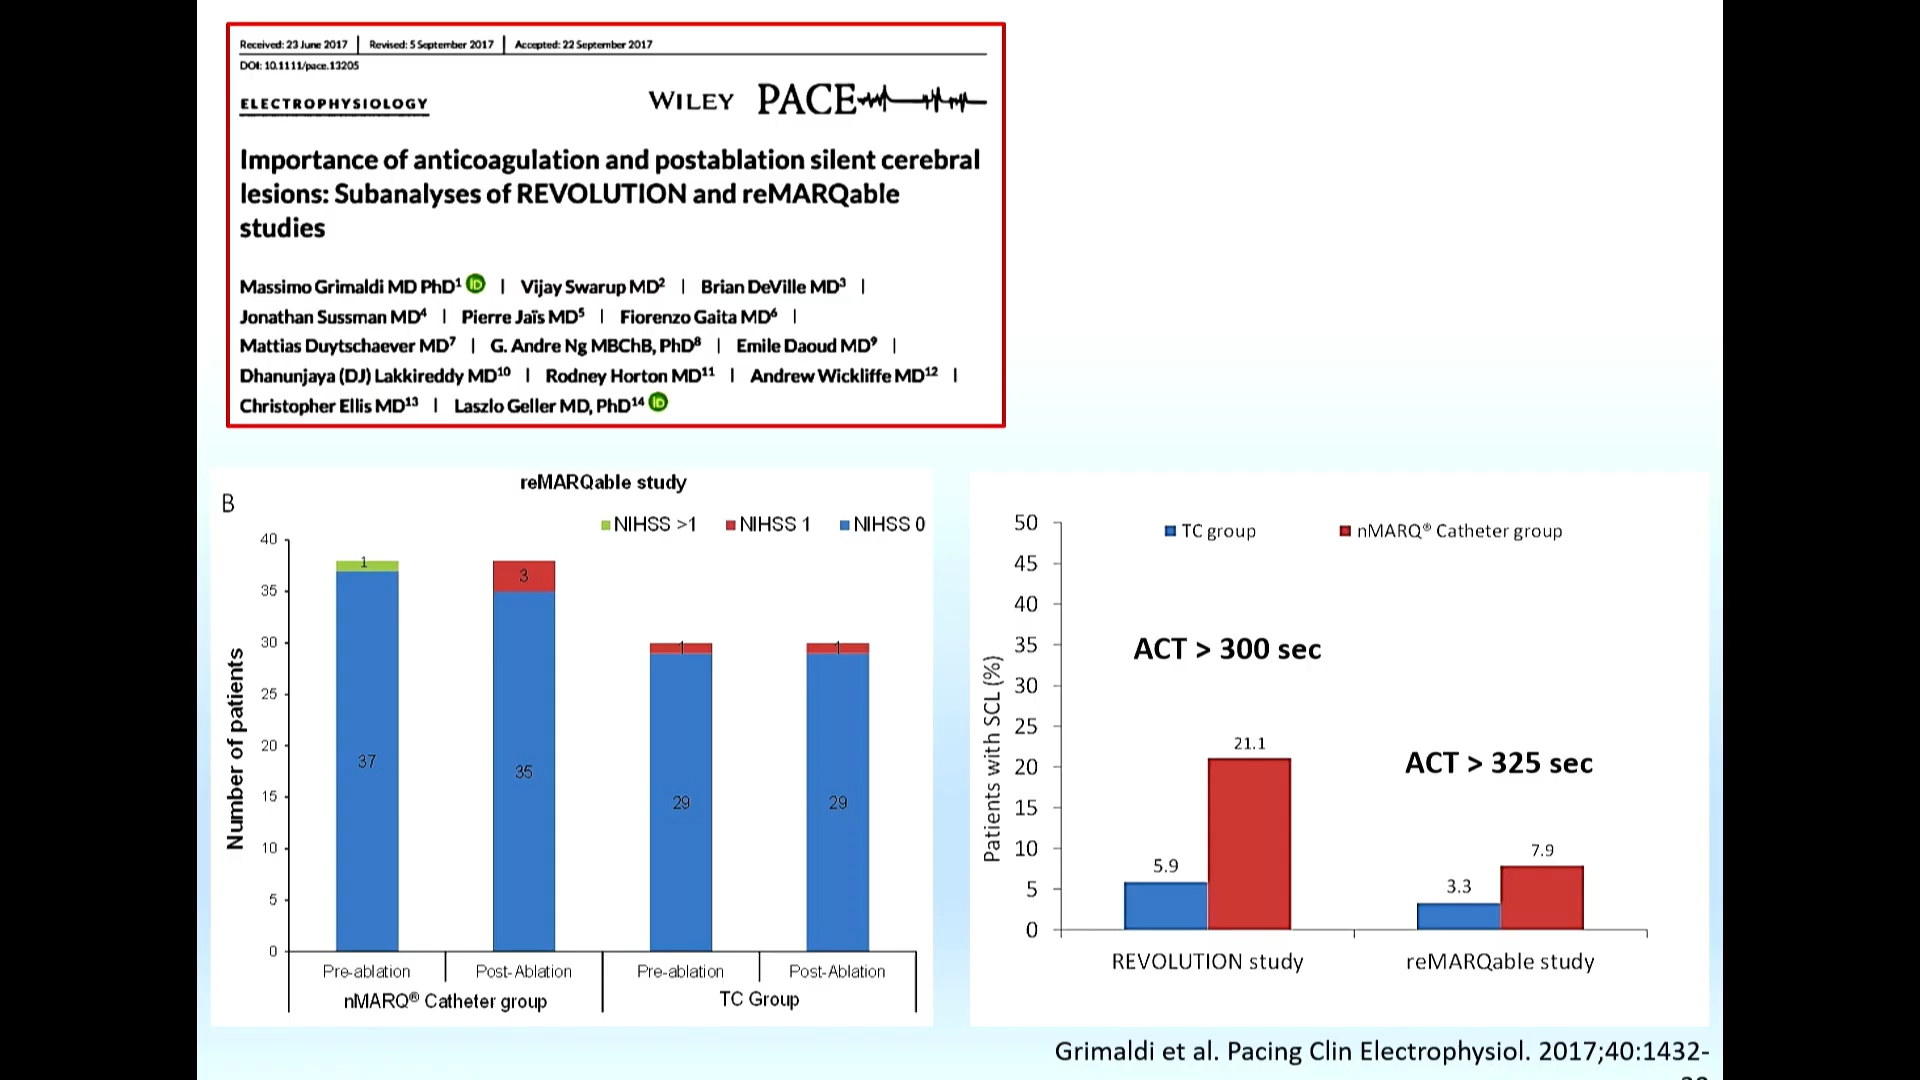 Received: 23 June 2017 | Revised: 5 September 2017 | Accepted: 22 September 2017
DOI: 10.1111/pace.13205
ELECTROPHYSIOLOGY
WILEY PACE
Importance of anticoagulation and postablation silent cerebral
lesions: Subanalyses of REVOLUTION and reMARQable
studies
Massimo Grimaldi MD PhD¹ iD | Vijay Swarup MD² | Brian DeVille MD³ |
Jonathan Sussman MD⁴ | Pierre Jaïs MD⁵ | Fiorenzo Gaita MD⁶ |
Mattias Duytschaever MD⁷ | G. Andre Ng MBChB, PhD⁸ | Emile Daoud MD⁹ |
Dhanunjaya (DJ) Lakkireddy MD¹⁰ | Rodney Horton MD¹¹ | Andrew Wickliffe MD¹² |
Christopher Ellis MD¹³ | Laszlo Geller MD, PhD¹⁴ iD
reMARQable study
B
NIHSS >1 NIHSS 1 NIHSS 0
Number of patients
40
35
30
25
20
15
10
5
0
1
37
3
35
1
29
1
29
Pre-ablation Post-Ablation Pre-ablation Post-Ablation
nMARQ® Catheter group TC Group
TC group nMARQ® Catheter group
Patients with SCL (%)
50
45
40
35
30
25
20
15
10
5
0
ACT > 300 sec
ACT > 325 sec
5.9
21.1
3.3
7.9
REVOLUTION study reMARQable study
Grimaldi et al. Pacing Clin Electrophysiol. 2017;40:1432-